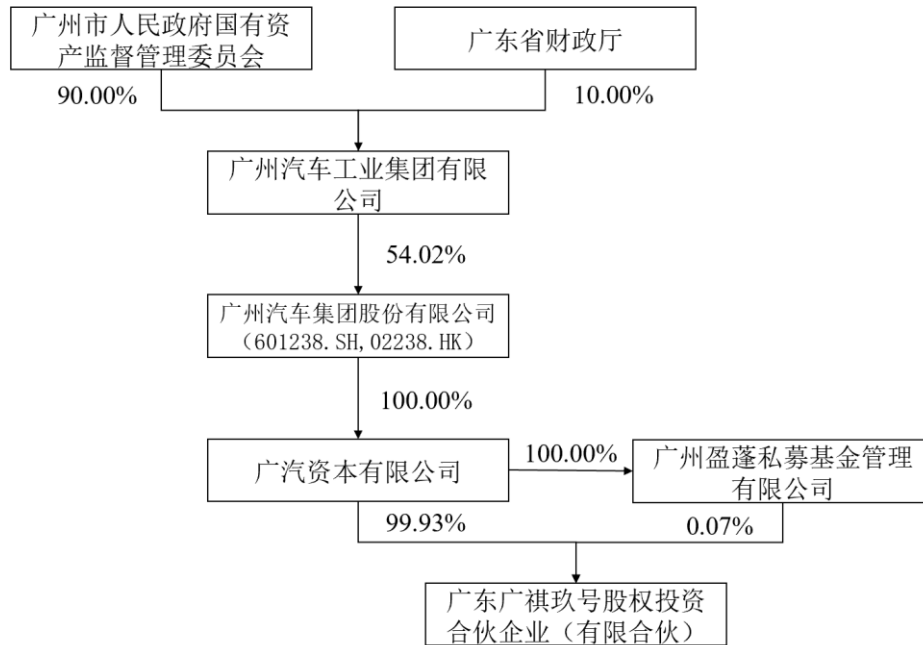 广州市人民政府国有资
产监督管理委员会
广东省财政厅
90.00%
10.00%
广州汽车工业集团有限
公司
54.02%
广州汽车集团股份有限公司
（601238.SH,02238.HK）
100.00%
广汽资本有限公司
100.00%
广州盈蓬私募基金管理
有限公司
99.93%
0.07%
广东广祺玖号股权投资
合伙企业（有限合伙）